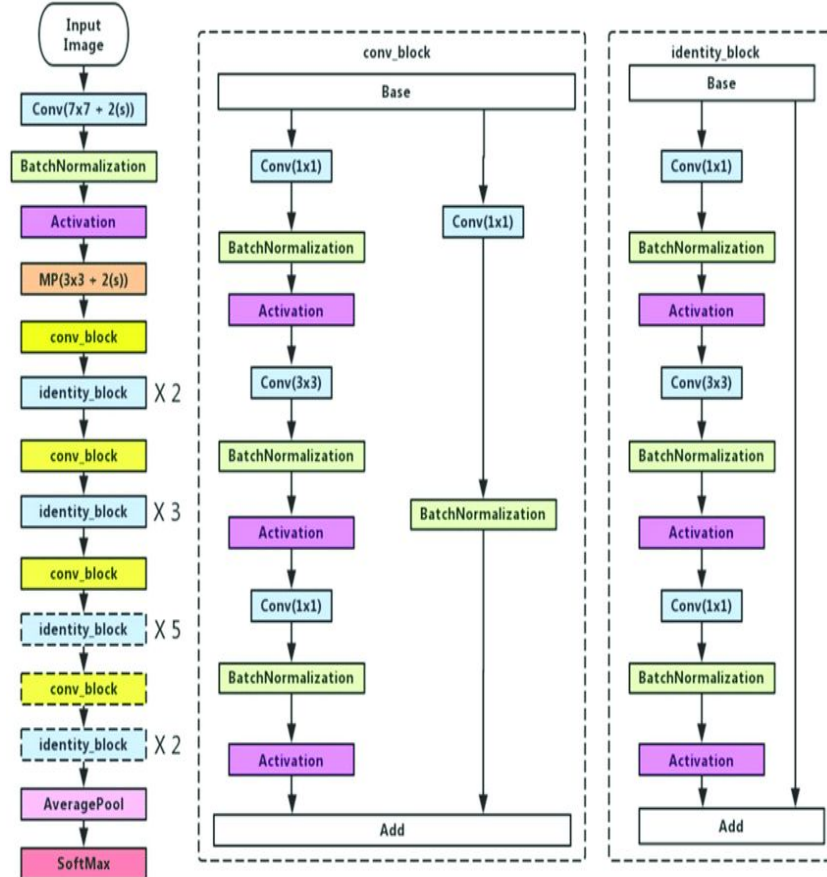 Input
Image
Conv(7x7 + 2(s))
BatchNormalization
Activation
MP(3x3 + 2(s))
conv_block
identity_block X 2
conv_block
identity_block X 3
conv_block
identity_block X 5
conv_block
identity_block X 2
AveragePool
SoftMax
conv_block
Base
Conv(1x1)
BatchNormalization
Activation
Conv(3x3)
BatchNormalization
Activation
Conv(1x1)
BatchNormalization
Activation
Conv(1x1)
BatchNormalization
Add
identity_block
Base
Conv(1x1)
BatchNormalization
Activation
Conv(3x3)
BatchNormalization
Activation
Conv(1x1)
BatchNormalization
Activation
Add